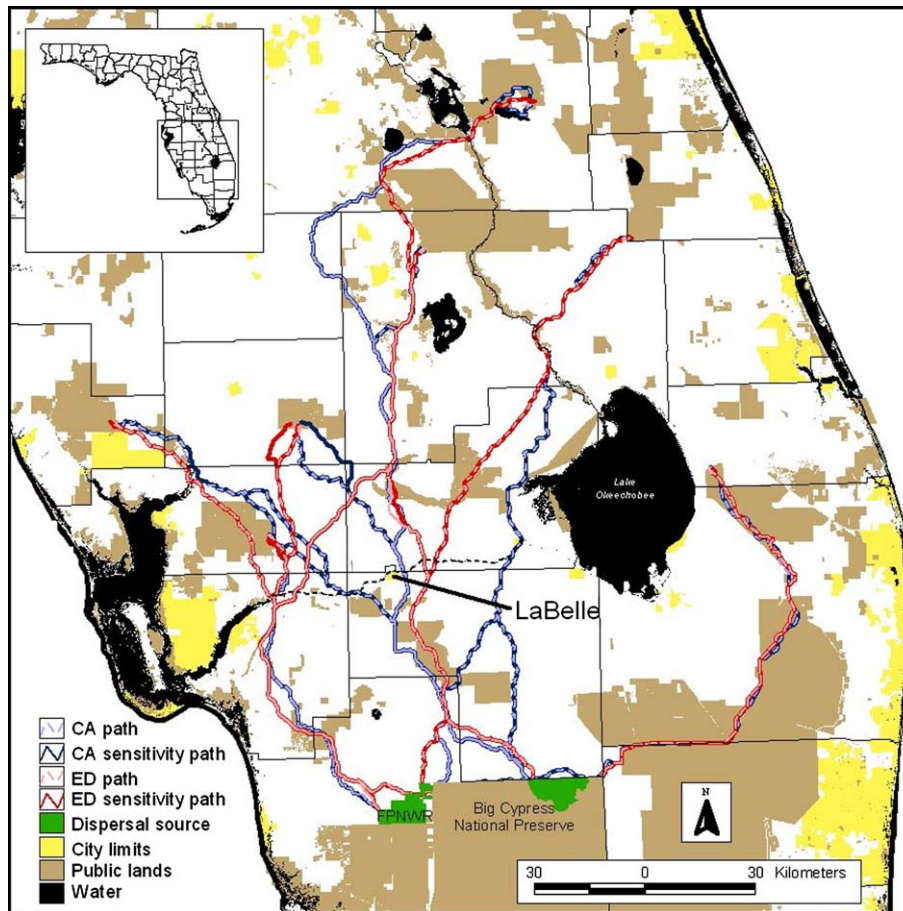 Lake
Okeechobee
LaBelle
CA path
CA sensitivity path
ED path
ED sensitivity path
Dispersal source
City limits
Public lands
Water
FPNWR
Big Cypress
National Preserve
N
30 0 30 Kilometers